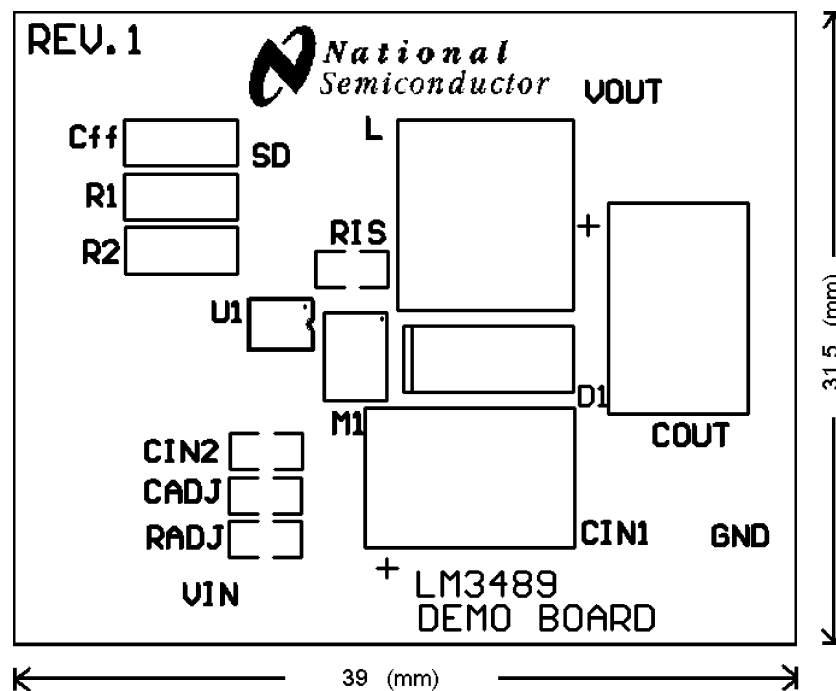 REV.1
National
Semiconductor
VOUT
Cff
SD
L
R1
R2
RIS
+
U1
M1
D1
COUT
CIN2
CADJ
RADJ
CIN1
GND
VIN
+
LM3489
DEMO BOARD
39 (mm)
31.5 (mm)